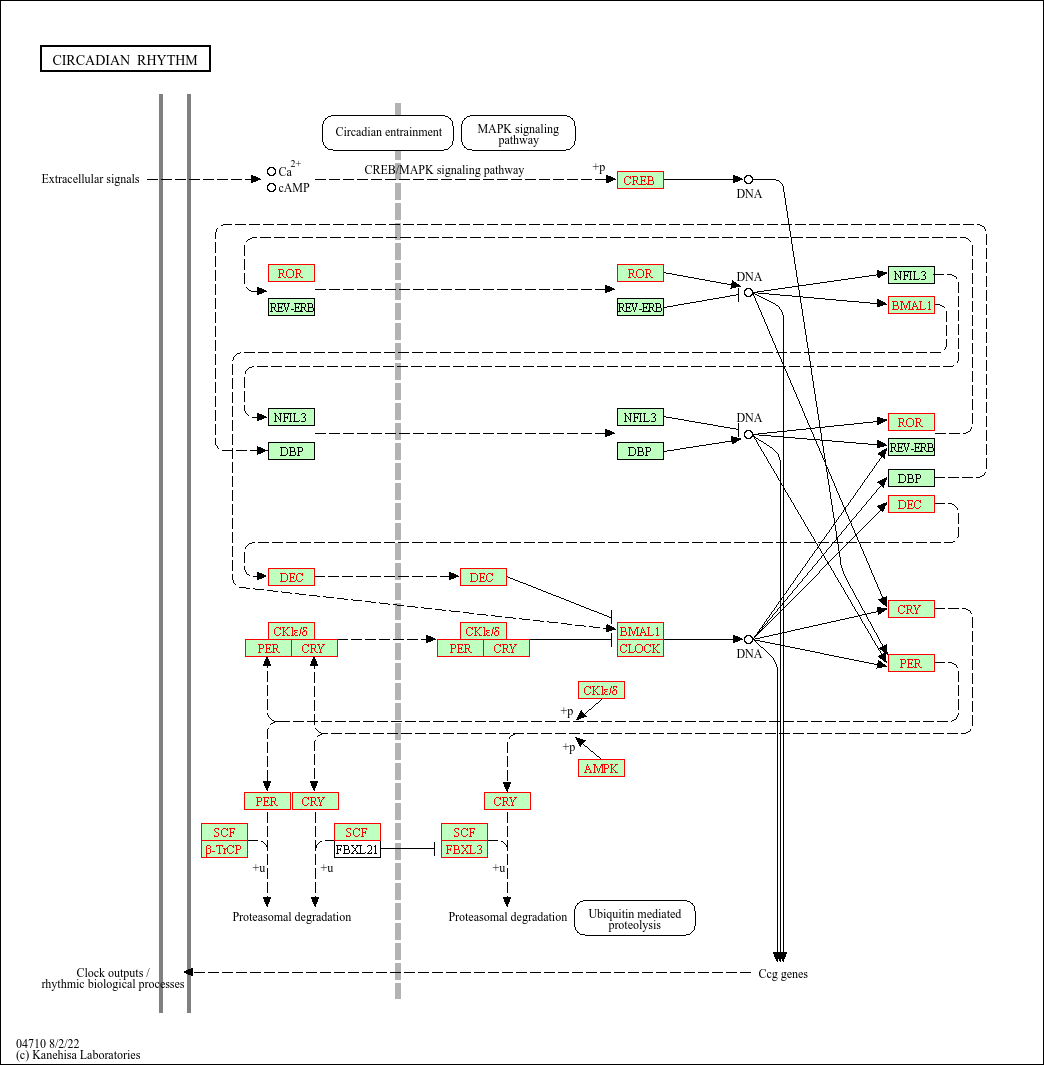 CIRCADIAN RHYTHM
Circadian entrainment
MAPK signaling
pathway
Extracellular signals
Ca2+
cAMP
CREB/MAPK signaling pathway
+p
CREB
DNA
ROR
REV-ERB
ROR
REV-ERB
DNA
NFIL3
BMAL1
NFIL3
DBP
NFIL3
DBP
DNA
ROR
REV-ERB
DBP
DEC
DEC
DEC
CKIε/δ
PER
CRY
CKIε/δ
PER
CRY
BMAL1
CLOCK
DNA
CRY
PER
CKIε/δ
+p
+p
AMPK
PER
CRY
CRY
SCF
β-TrCP
+u
SCF
FBXL21
+u
SCF
FBXL3
+u
Proteasomal degradation
Proteasomal degradation
Ubiquitin mediated
proteolysis
Clock outputs /
rhythmic biological processes
Ccg genes
04710 8/2/22
(c) Kanehisa Laboratories